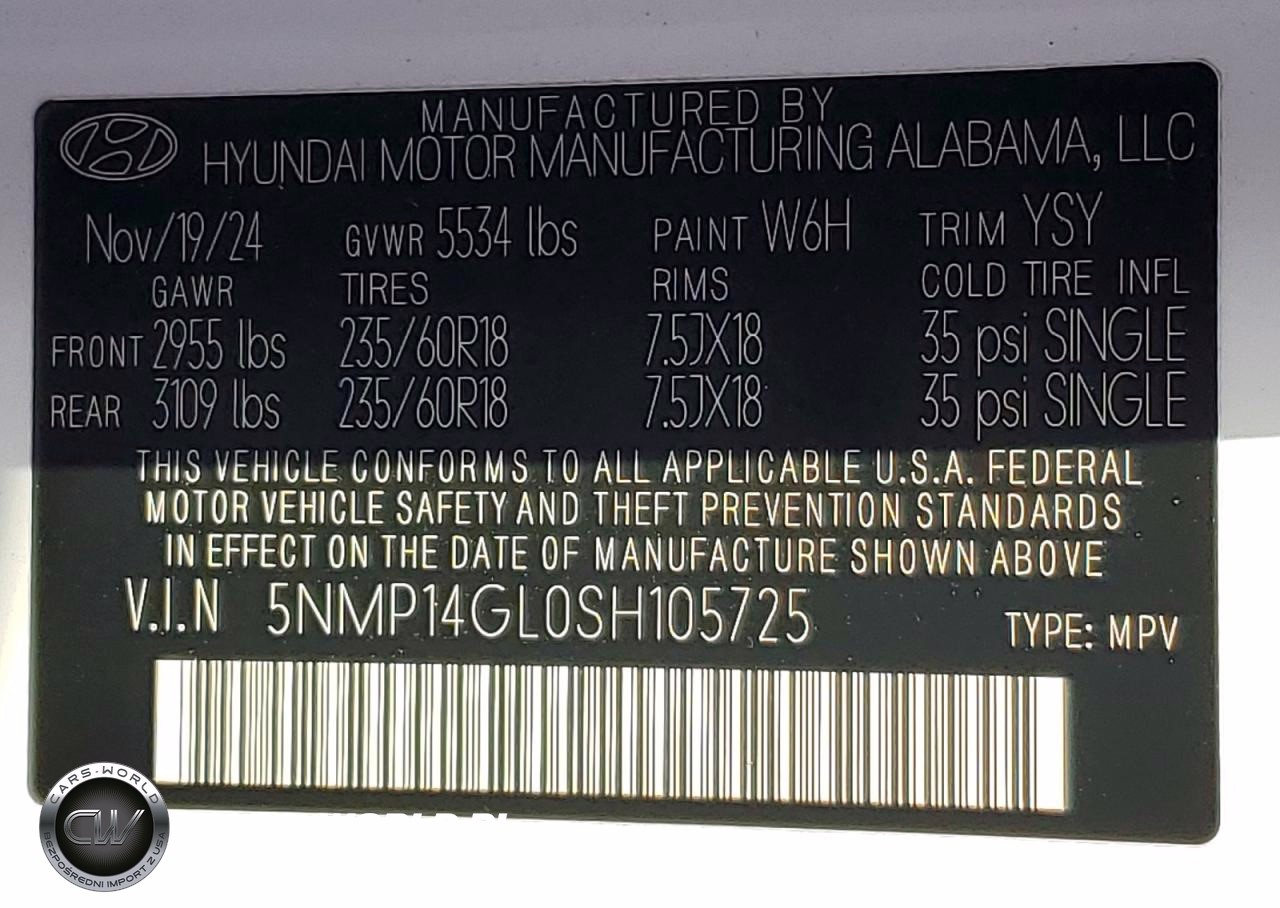 MANUFACTURED BY
HYUNDAI MOTOR MANUFACTURING ALABAMA, LLC
Nov/19/24 GVWR 5534 lbs PAINT W6H TRIM YSY
GAWR TIRES RIMS COLD TIRE INFL
FRONT 2955 lbs 235/60R18 7.5JX18 35 psi SINGLE
REAR 3109 lbs 235/60R18 7.5JX18 35 psi SINGLE
THIS VEHICLE CONFORMS TO ALL APPLICABLE U.S.A. FEDERAL
MOTOR VEHICLE SAFETY AND THEFT PREVENTION STANDARDS
IN EFFECT ON THE DATE OF MANUFACTURE SHOWN ABOVE
V.I.N 5NMP14GL0SH105725 TYPE: MPV
CARS-WORLD
CW
BEZPOŚREDNI IMPORT Z USA